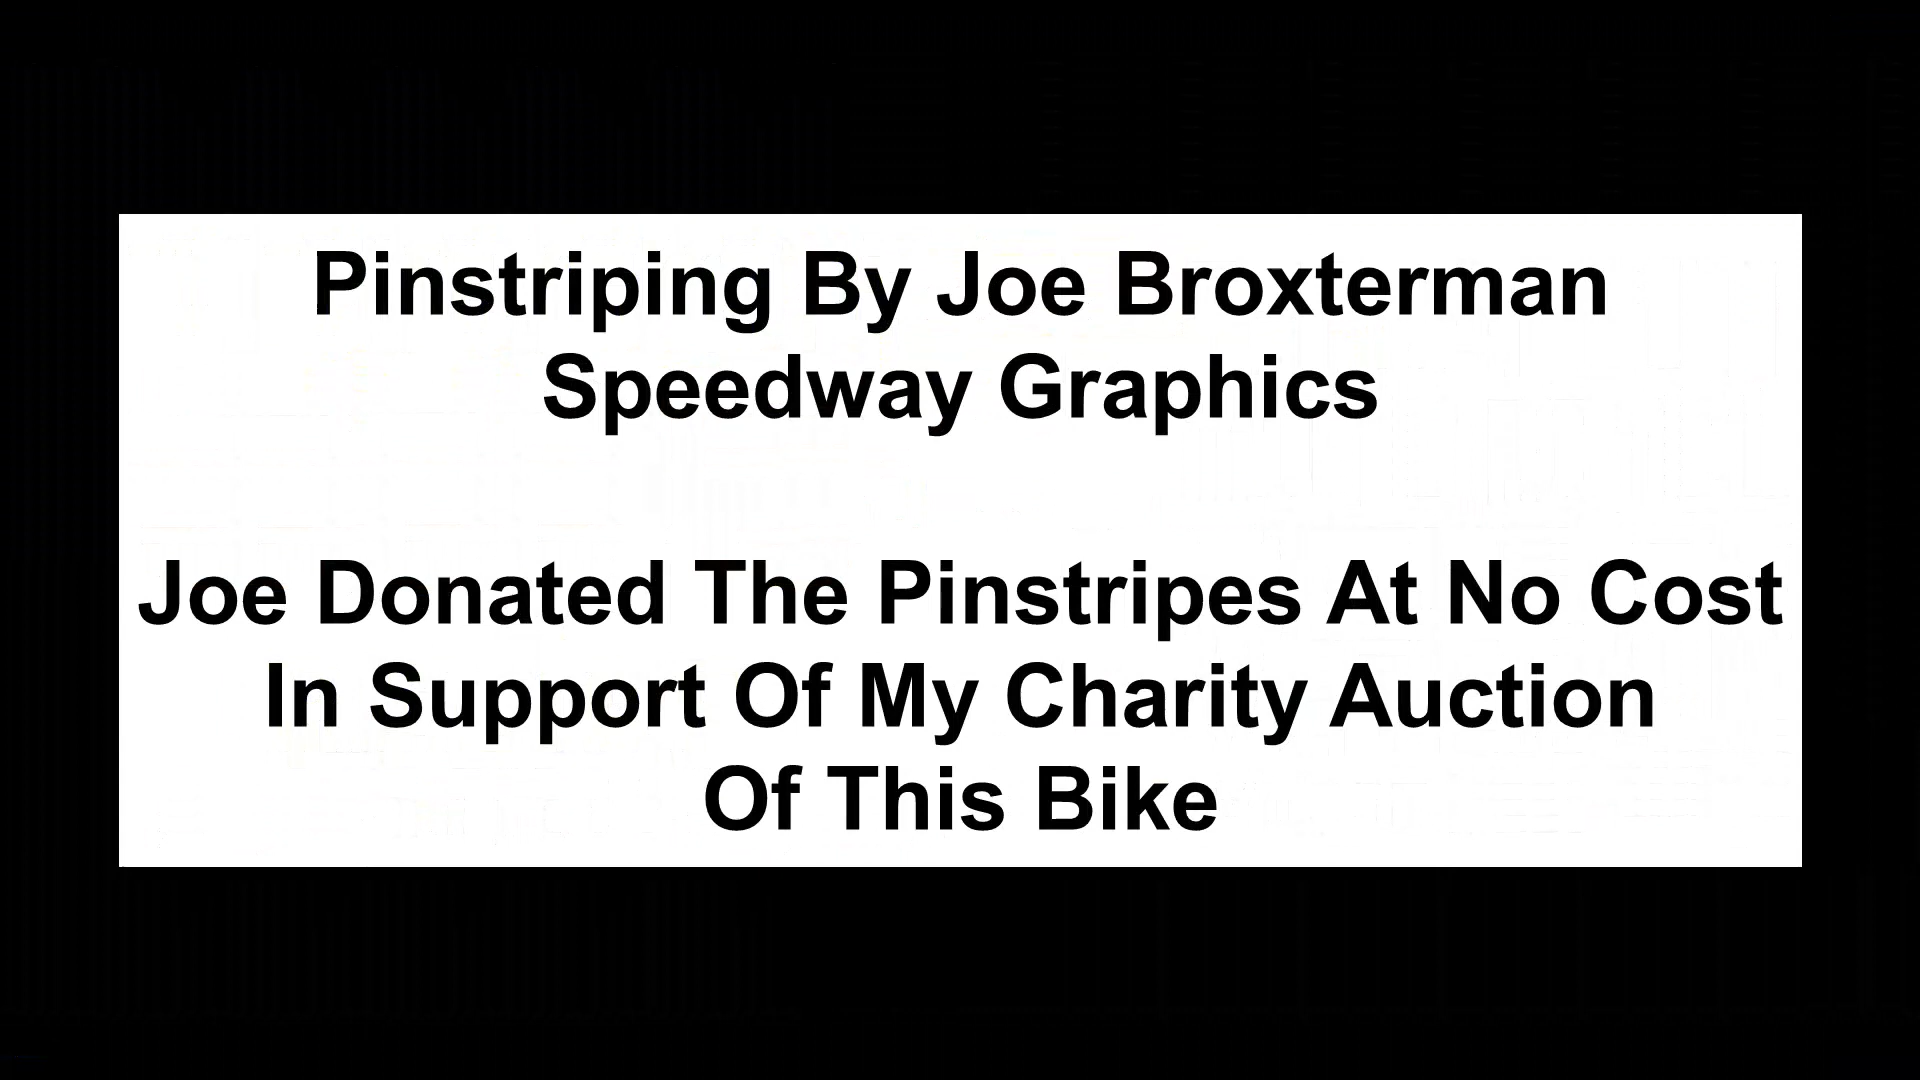 Pinstriping By Joe Broxterman
Speedway Graphics
Joe Donated The Pinstripes At No Cost
In Support Of My Charity Auction
Of This Bike